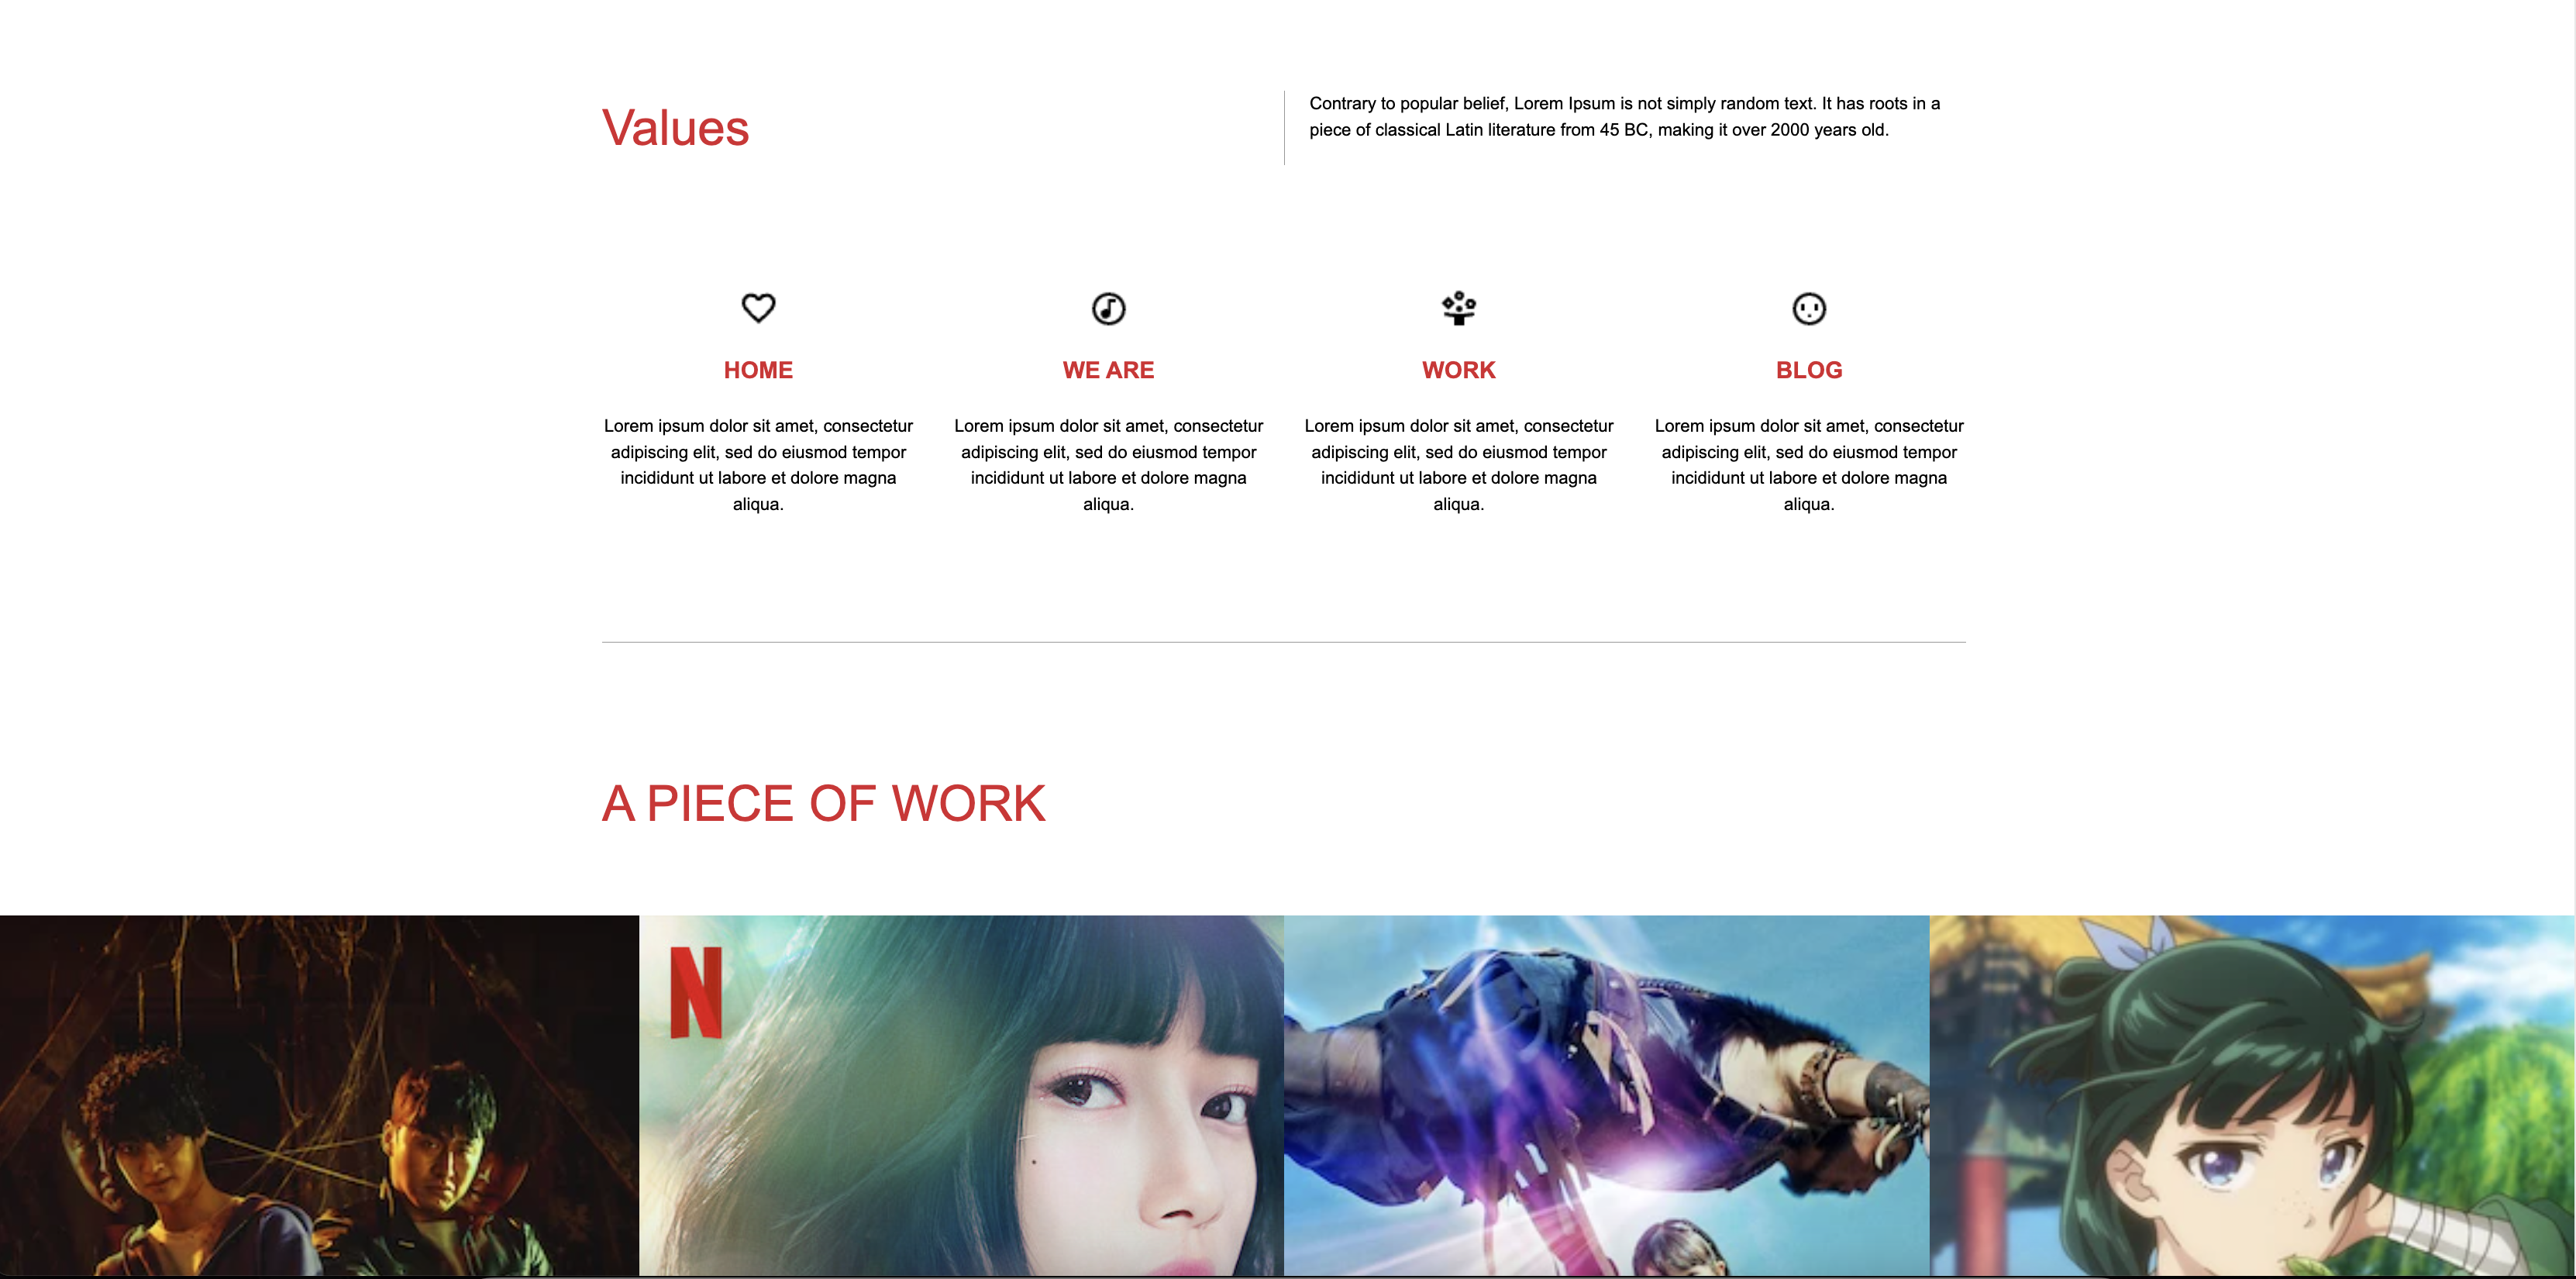 Values
Contrary to popular belief, Lorem Ipsum is not simply random text. It has roots in a
piece of classical Latin literature from 45 BC, making it over 2000 years old.
HOME
Lorem ipsum dolor sit amet, consectetur
adipiscing elit, sed do eiusmod tempor
incididunt ut labore et dolore magna
aliqua.
WE ARE
Lorem ipsum dolor sit amet, consectetur
adipiscing elit, sed do eiusmod tempor
incididunt ut labore et dolore magna
aliqua.
WORK
Lorem ipsum dolor sit amet, consectetur
adipiscing elit, sed do eiusmod tempor
incididunt ut labore et dolore magna
aliqua.
BLOG
Lorem ipsum dolor sit amet, consectetur
adipiscing elit, sed do eiusmod tempor
incididunt ut labore et dolore magna
aliqua.
A PIECE OF WORK
N